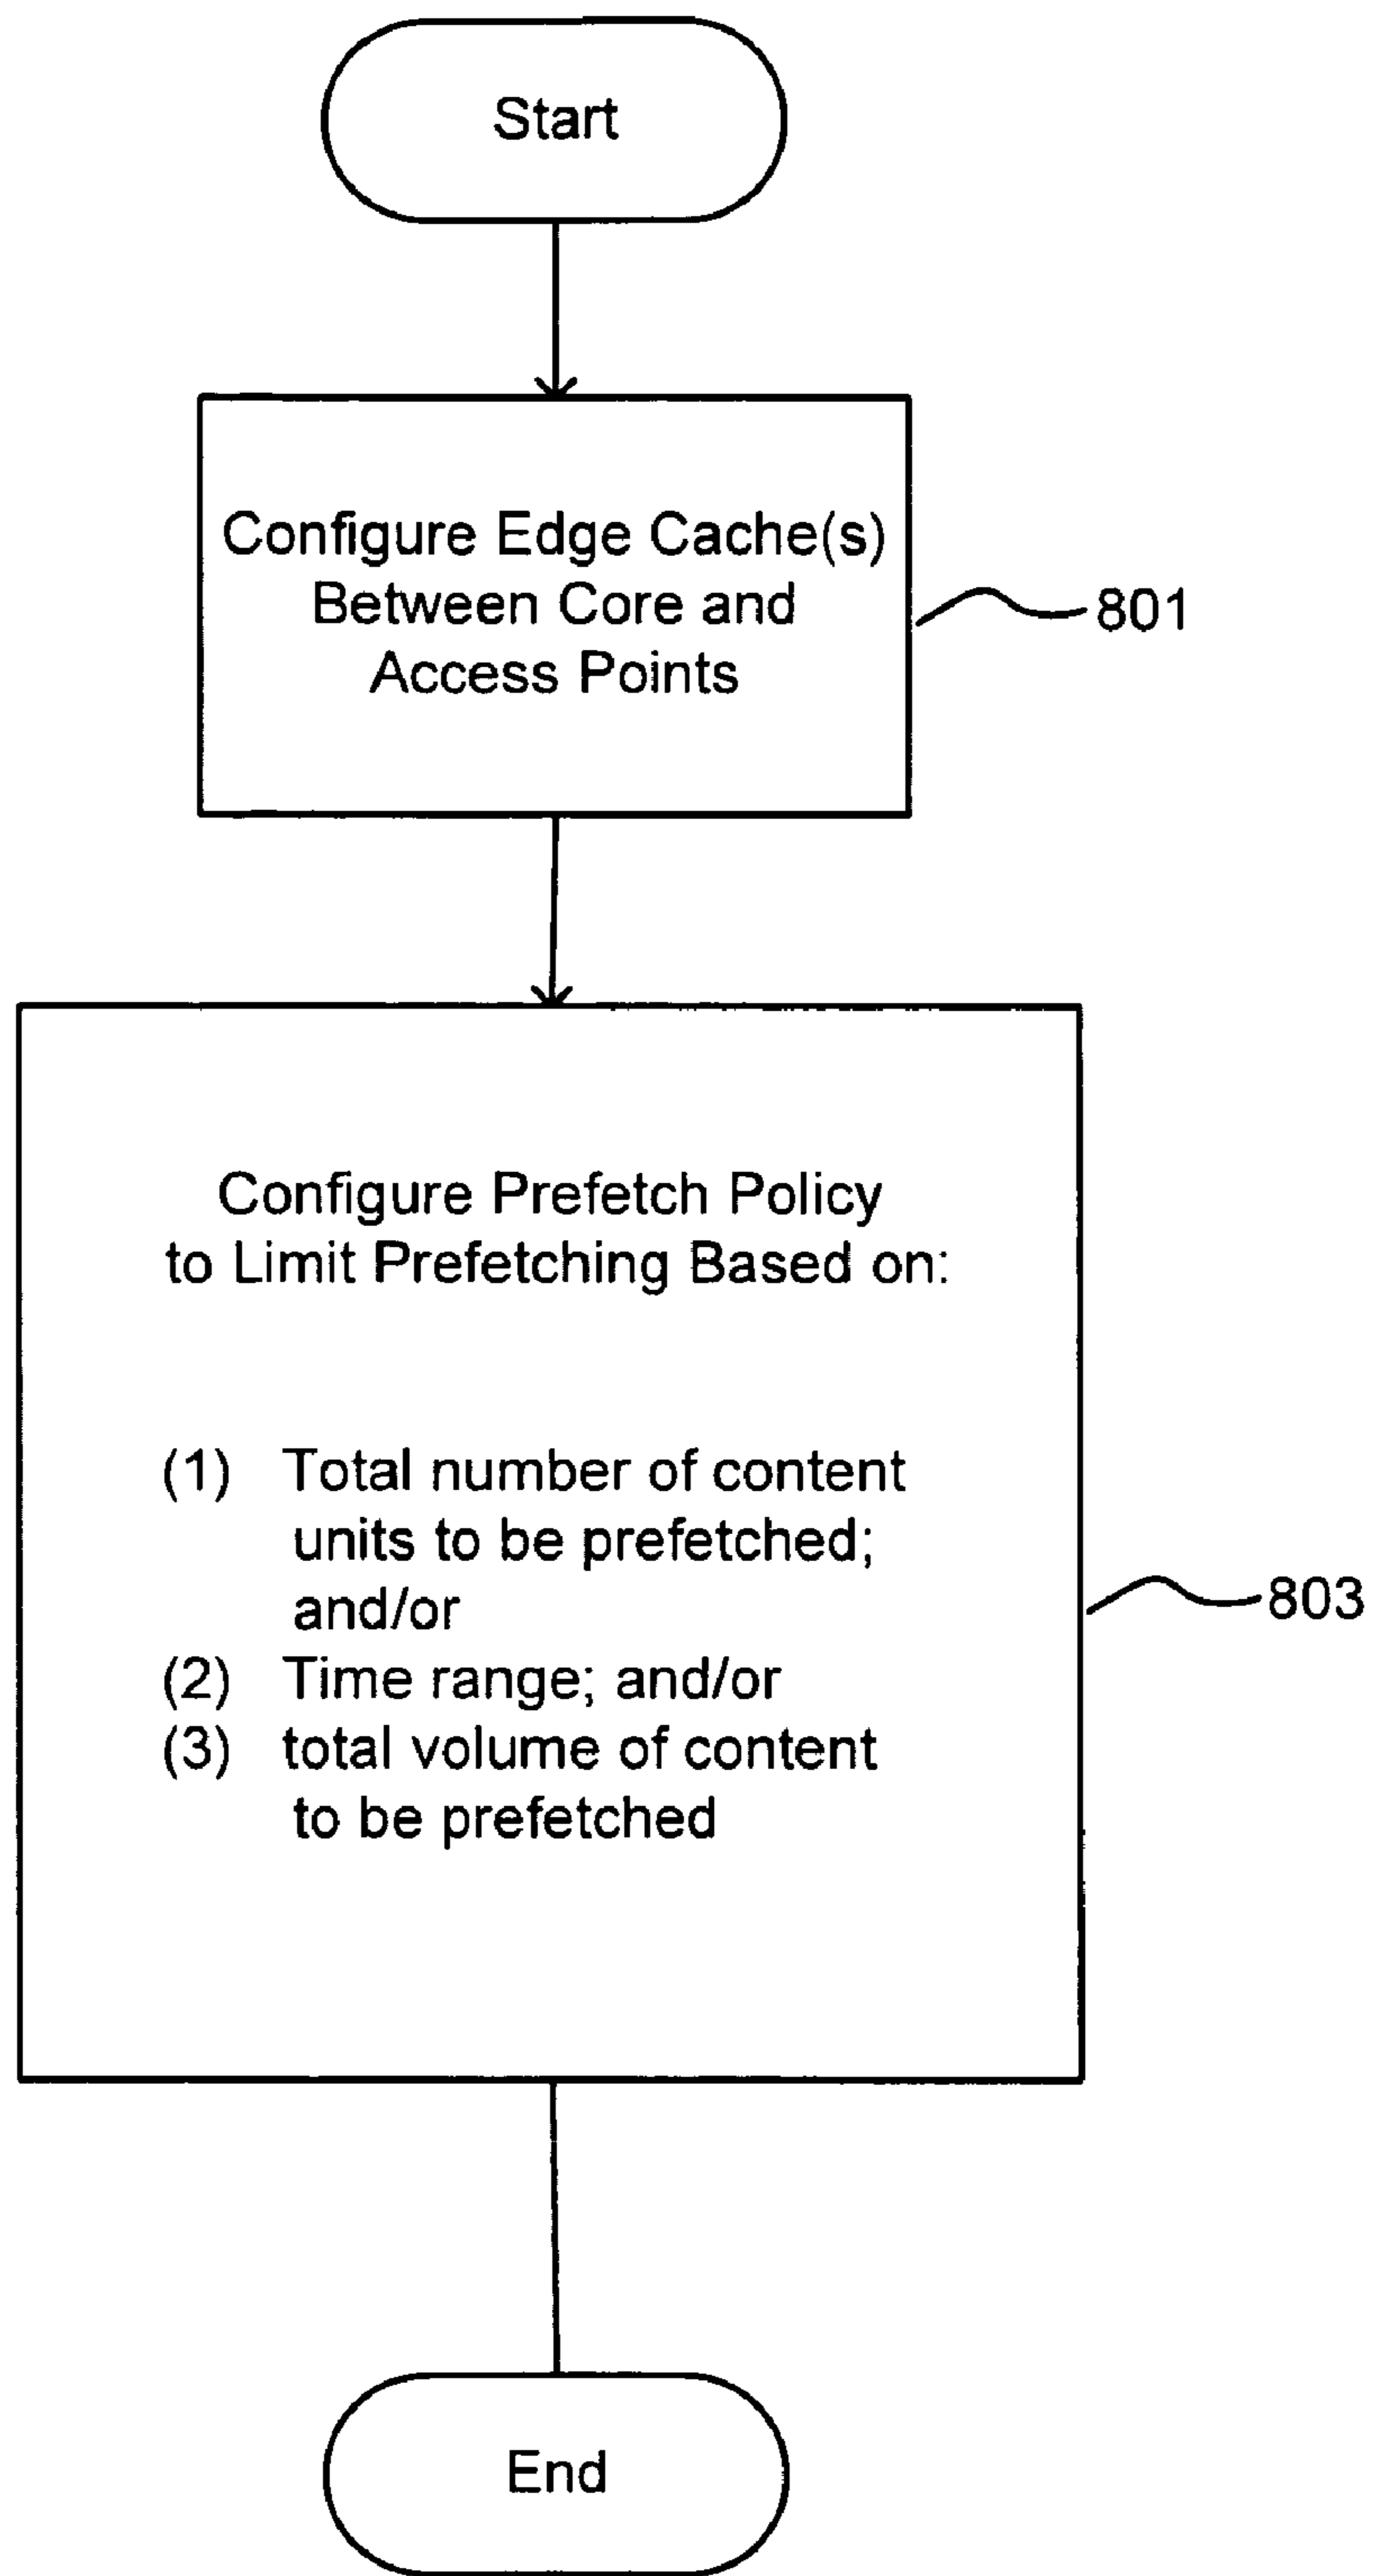 Start
Configure Edge Cache(s)
Between Core and
Access Points
801
Configure Prefetch Policy
to Limit Prefetching Based on:
(1) Total number of content
units to be prefetched;
and/or
803
(2) Time range; and/or
(3) total volume of content
to be prefetched
End